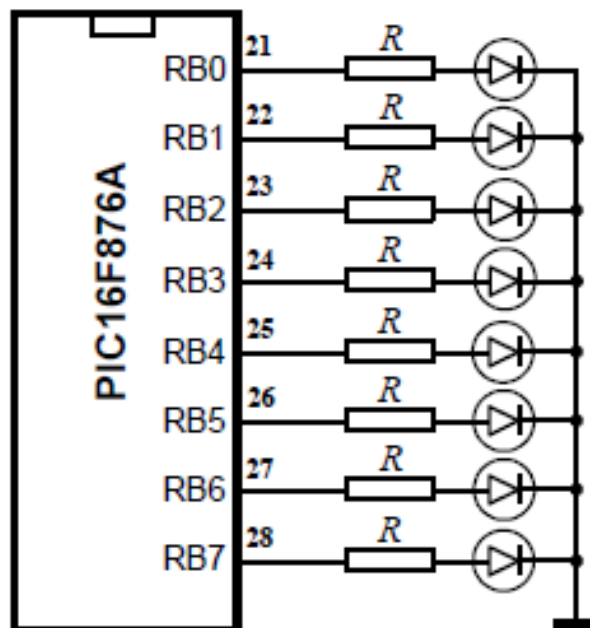 PIC16F876A
RB0 21 R
RB1 22 R
RB2 23 R
RB3 24 R
RB4 25 R
RB5 26 R
RB6 27 R
RB7 28 R